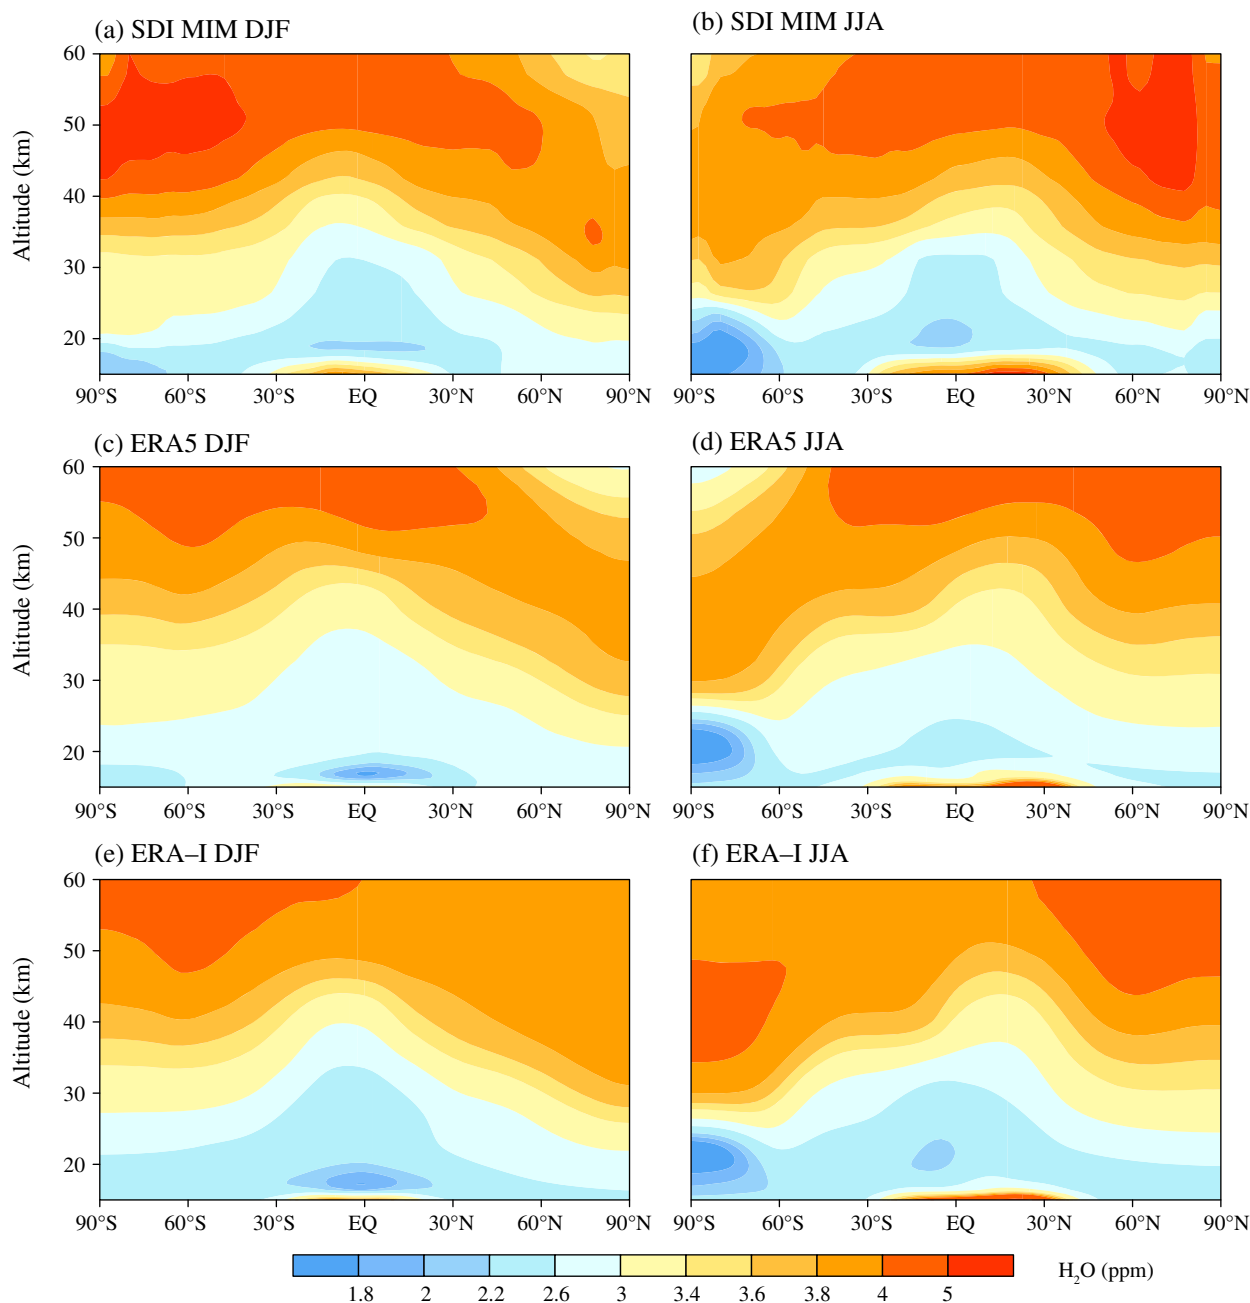 (a) SDI MIM DJF
(b) SDI MIM JJA
Altitude (km)
60
50
40
30
20
90°S 60°S 30°S EQ 30°N 60°N 90°N
90°S 60°S 30°S EQ 30°N 60°N 90°N
(c) ERA5 DJF
(d) ERA5 JJA
Altitude (km)
60
50
40
30
20
90°S 60°S 30°S EQ 30°N 60°N 90°N
90°S 60°S 30°S EQ 30°N 60°N 90°N
(e) ERA–I DJF
(f) ERA–I JJA
Altitude (km)
60
50
40
30
20
90°S 60°S 30°S EQ 30°N 60°N 90°N
90°S 60°S 30°S EQ 30°N 60°N 90°N
1.8 2 2.2 2.6 3 3.4 3.6 3.8 4 5
H₂O (ppm)